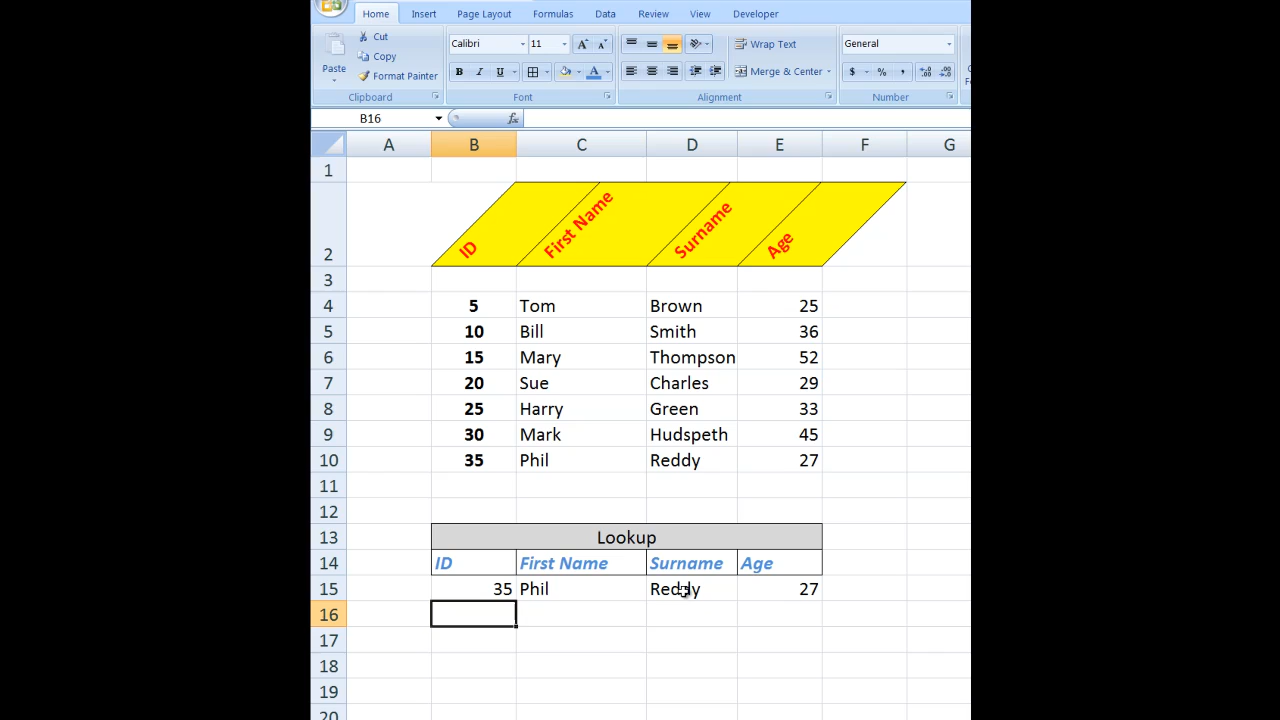 Home Insert Page Layout Formulas Data Review View Developer
Paste Cut Calibri 11 A A Wrap Text General
Copy
Format Painter B I U A Merge & Center $ % ,
Clipboard Font Alignment Number
B16 fx
A B C D E F G
1
2 ID First Name Surname Age
3
4 5 Tom Brown 25
5 10 Bill Smith 36
6 15 Mary Thompson 52
7 20 Sue Charles 29
8 25 Harry Green 33
9 30 Mark Hudspeth 45
10 35 Phil Reddy 27
11
12
13 Lookup
14 ID First Name Surname Age
15 35 Phil Reddy 27
16
17
18
19
20